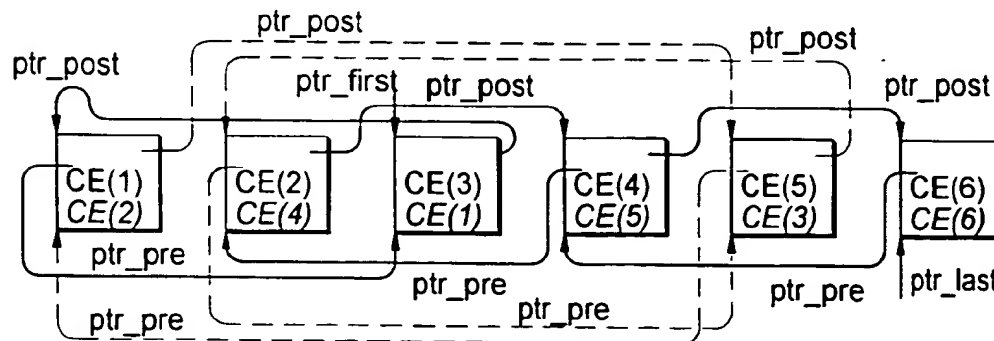 ptr_post
ptr_post
ptr_post
ptr_first
ptr_post
ptr_post
CE(1)
CE(2)
CE(2)
CE(4)
CE(3)
CE(1)
CE(4)
CE(5)
CE(5)
CE(3)
CE(6)
CE(6)
ptr_pre
ptr_pre
ptr_pre
ptr_last
ptr_pre
ptr_pre